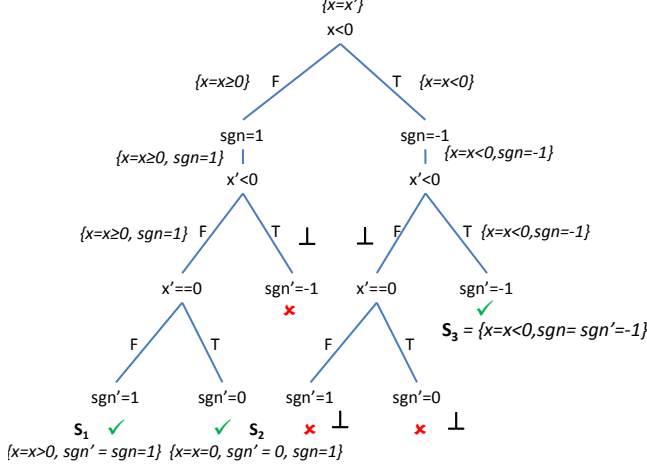 {x=x'}
x<0
{x=x≥0} F T {x=x<0}
sgn=1 sgn=-1
{x=x≥0, sgn=1} {x=x<0,sgn=-1}
x'<0 x'<0
{x=x≥0, sgn=1} F T ⊥ ⊥ F T {x=x<0,sgn=-1}
x'==0 sgn'=-1 x'==0 sgn'=-1
✘ ✓
S3 = {x=x<0,sgn= sgn'=-1}
F T F T
sgn'=1 sgn'=0 sgn'=1 sgn'=0
S1 ✓ ✓ S2 ✘ ⊥ ✘ ⊥
{x=x>0, sgn' = sgn=1} {x=x=0, sgn' = 0, sgn=1}